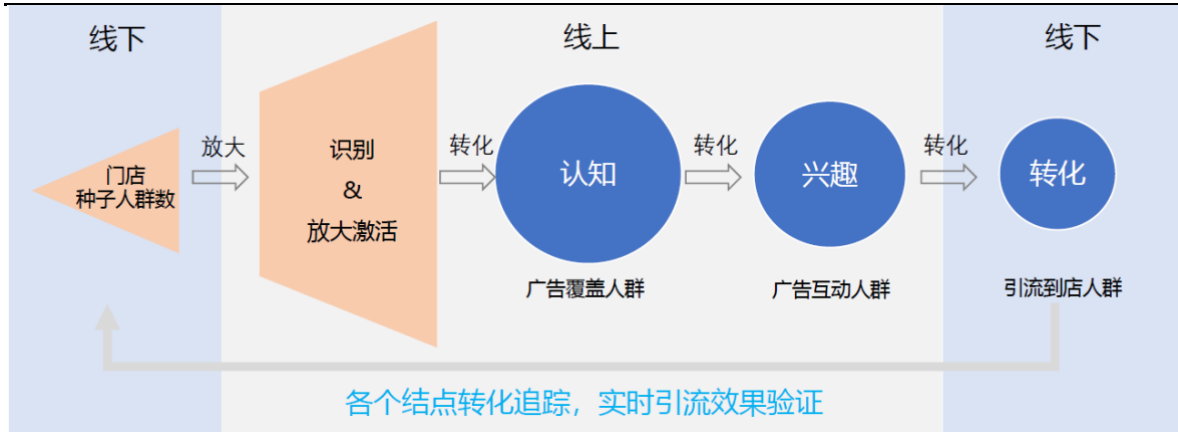 线下
线上
线下
门店
种子人群数
放大
识别
&
放大激活
转化
认知
广告覆盖人群
转化
兴趣
广告互动人群
转化
转化
引流到店人群
各个结点转化追踪，实时引流效果验证